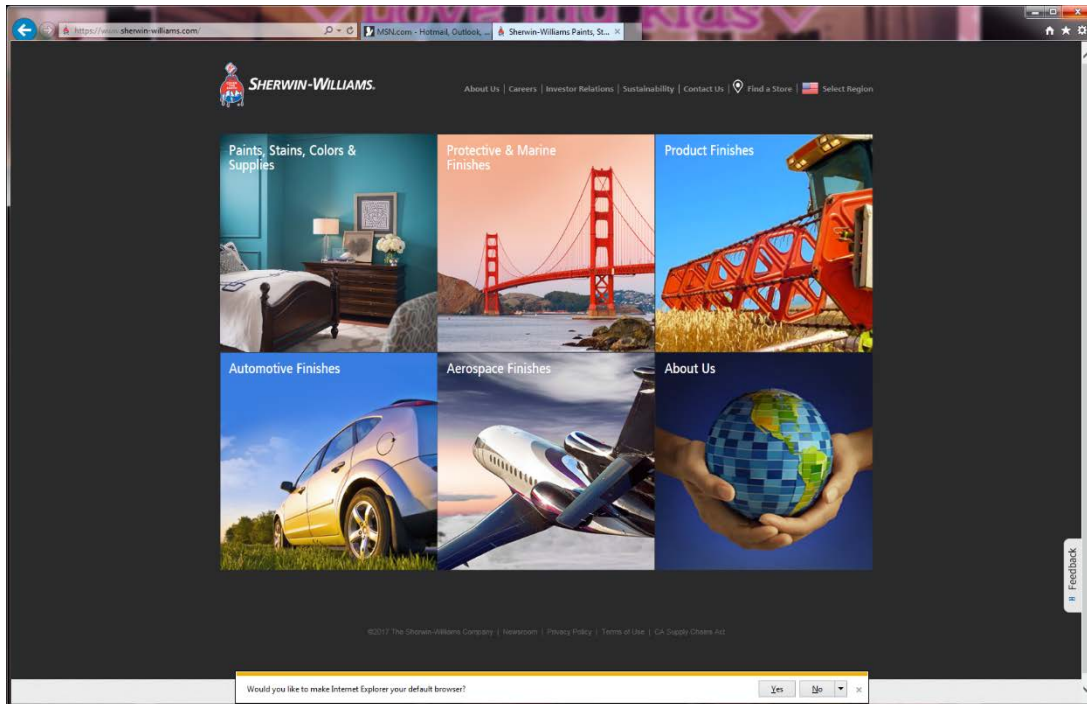 love my kids
https://www.sherwin-williams.com/
MSN.com - Hotmail, Outlook, ...
Sherwin-Williams Paints, St...
SHERWIN-WILLIAMS.
About Us | Careers | Investor Relations | Sustainability | Contact Us | Find a Store | Select Region
Paints, Stains, Colors &
Supplies
Protective & Marine
Finishes
Product Finishes
Automotive Finishes
Aerospace Finishes
About Us
Feedback
©2017 The Sherwin-Williams Company | Newsroom | Privacy Policy | Terms of Use | CA Supply Chains Act
Would you like to make Internet Explorer your default browser?
Yes
No